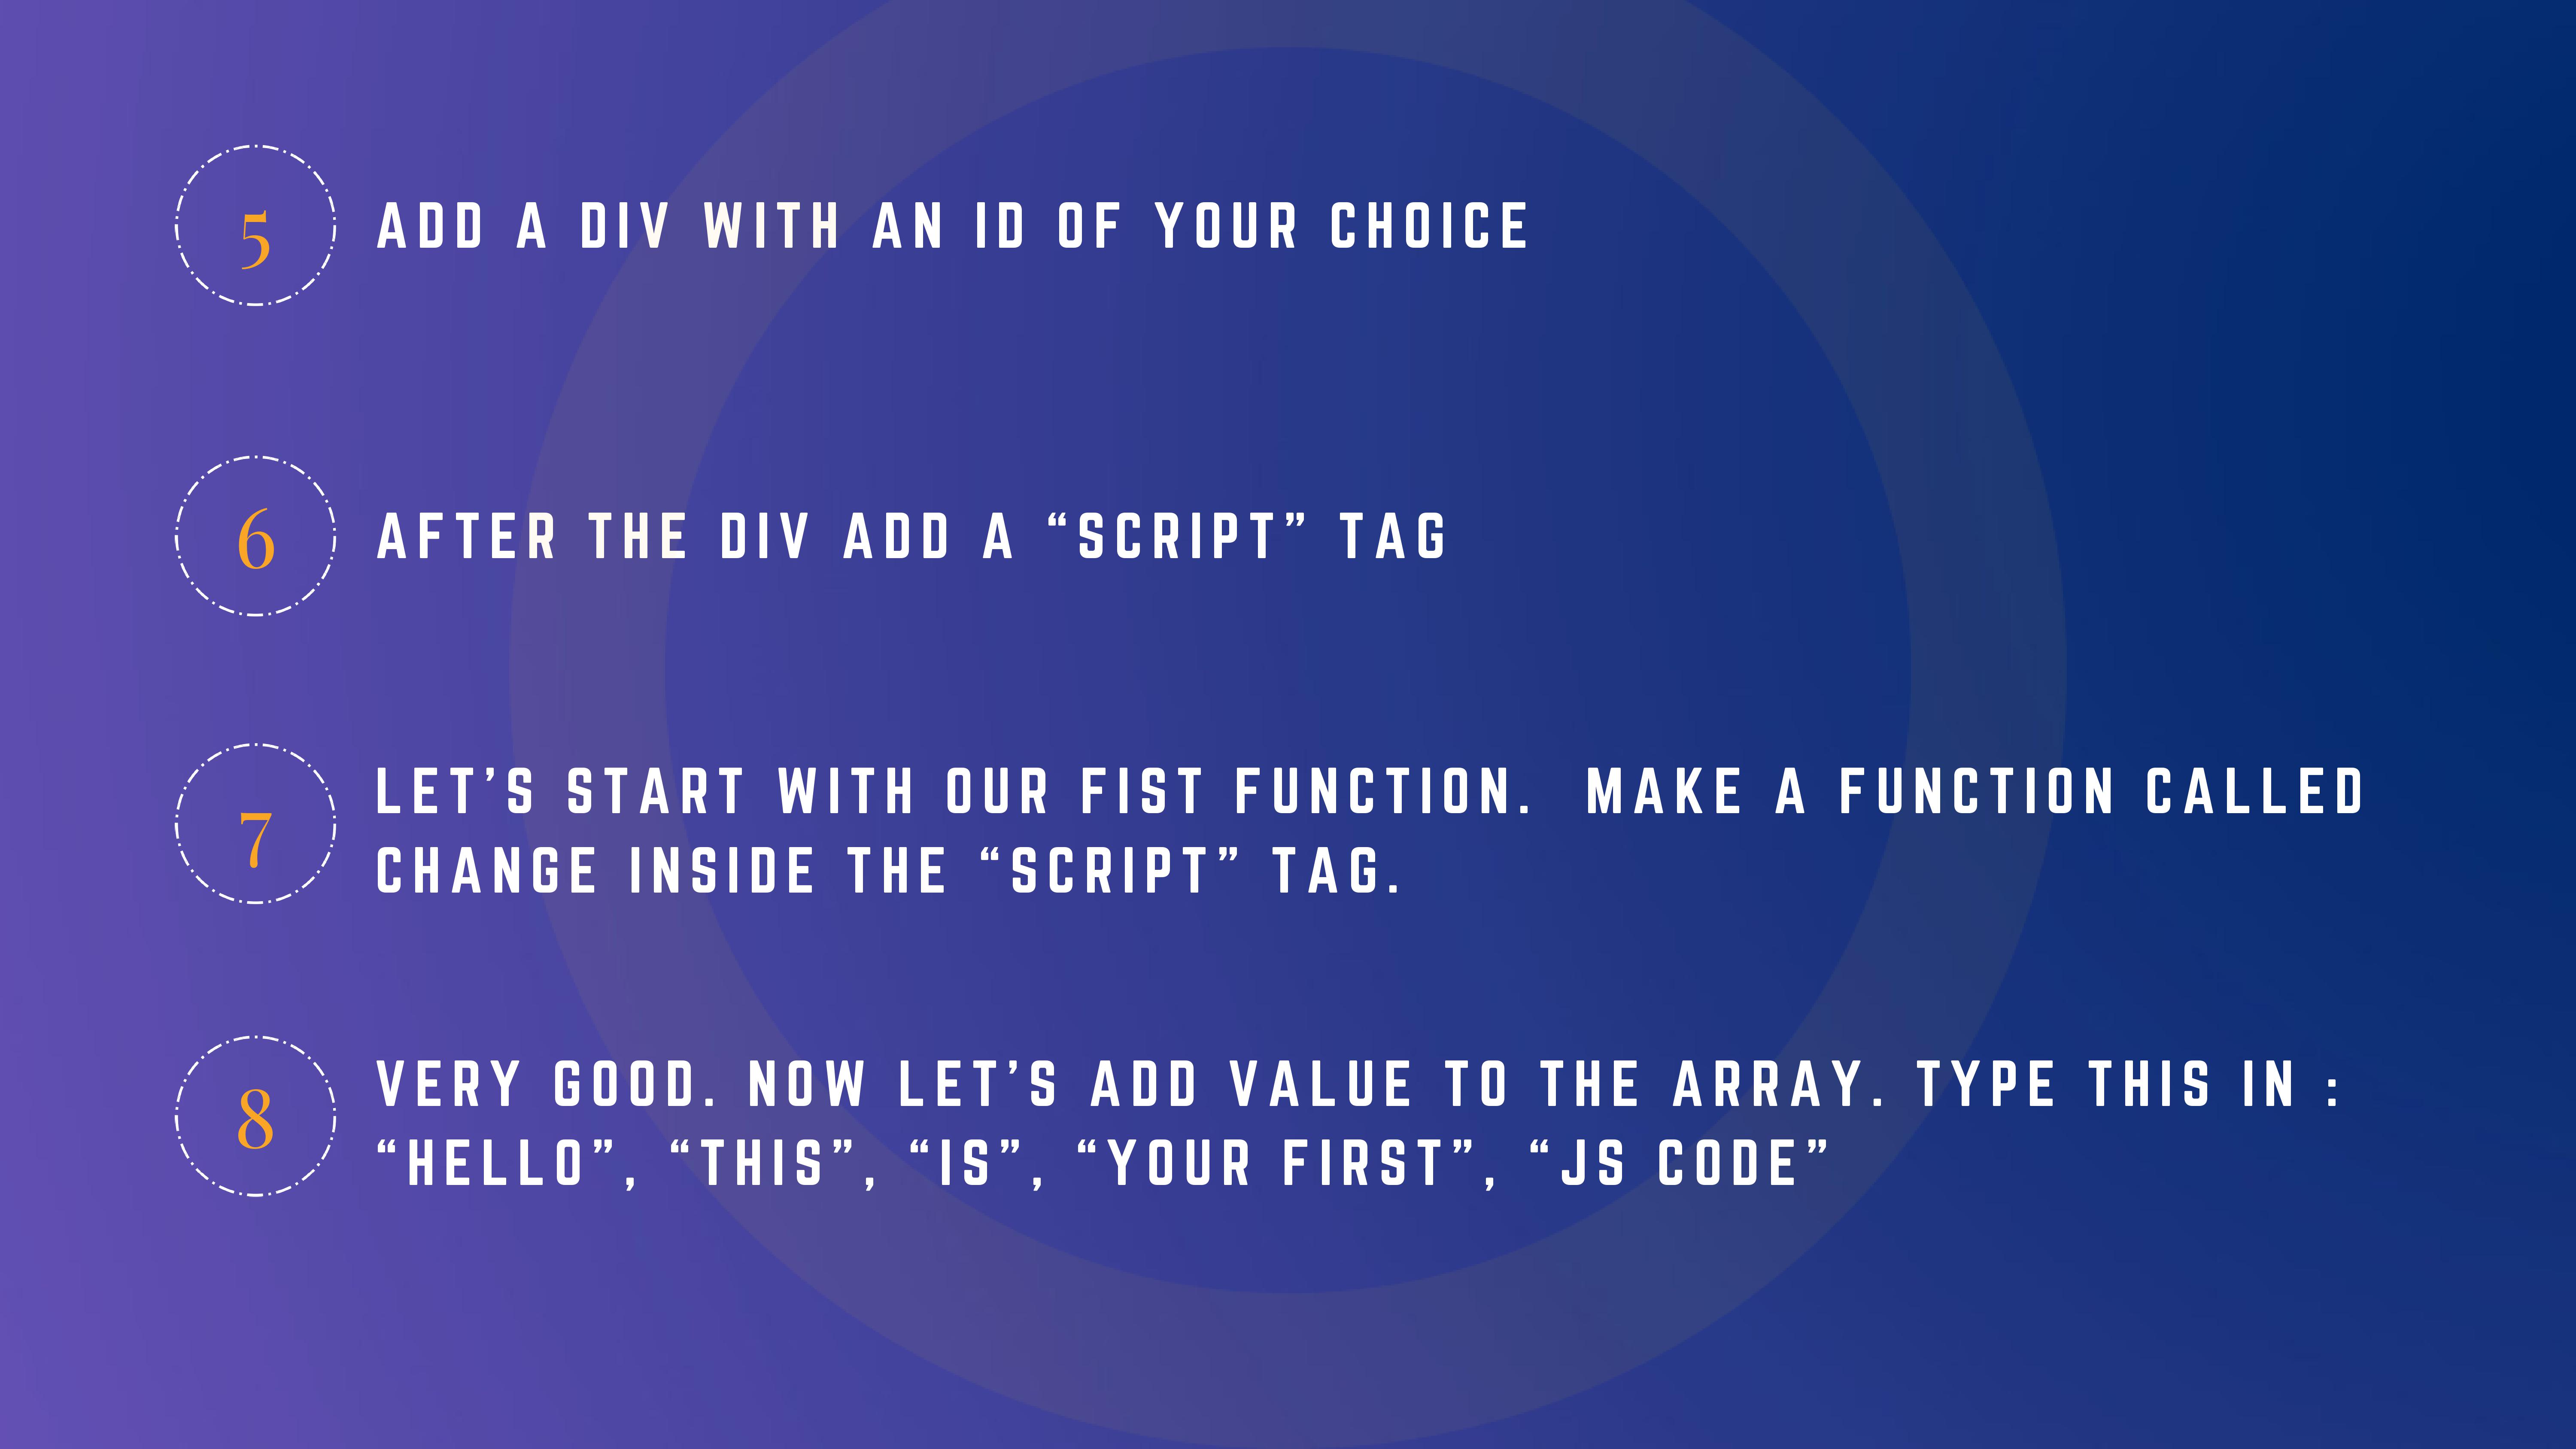 5
ADD A DIV WITH AN ID OF YOUR CHOICE
6
AFTER THE DIV ADD A “SCRIPT” TAG
7
LET’S START WITH OUR FIST FUNCTION.  MAKE A FUNCTION CALLED
CHANGE INSIDE THE “SCRIPT” TAG.
8
VERY GOOD. NOW LET’S ADD VALUE TO THE ARRAY. TYPE THIS IN :
“HELLO”,  “THIS”, “IS”, “YOUR FIRST”, “JS CODE”